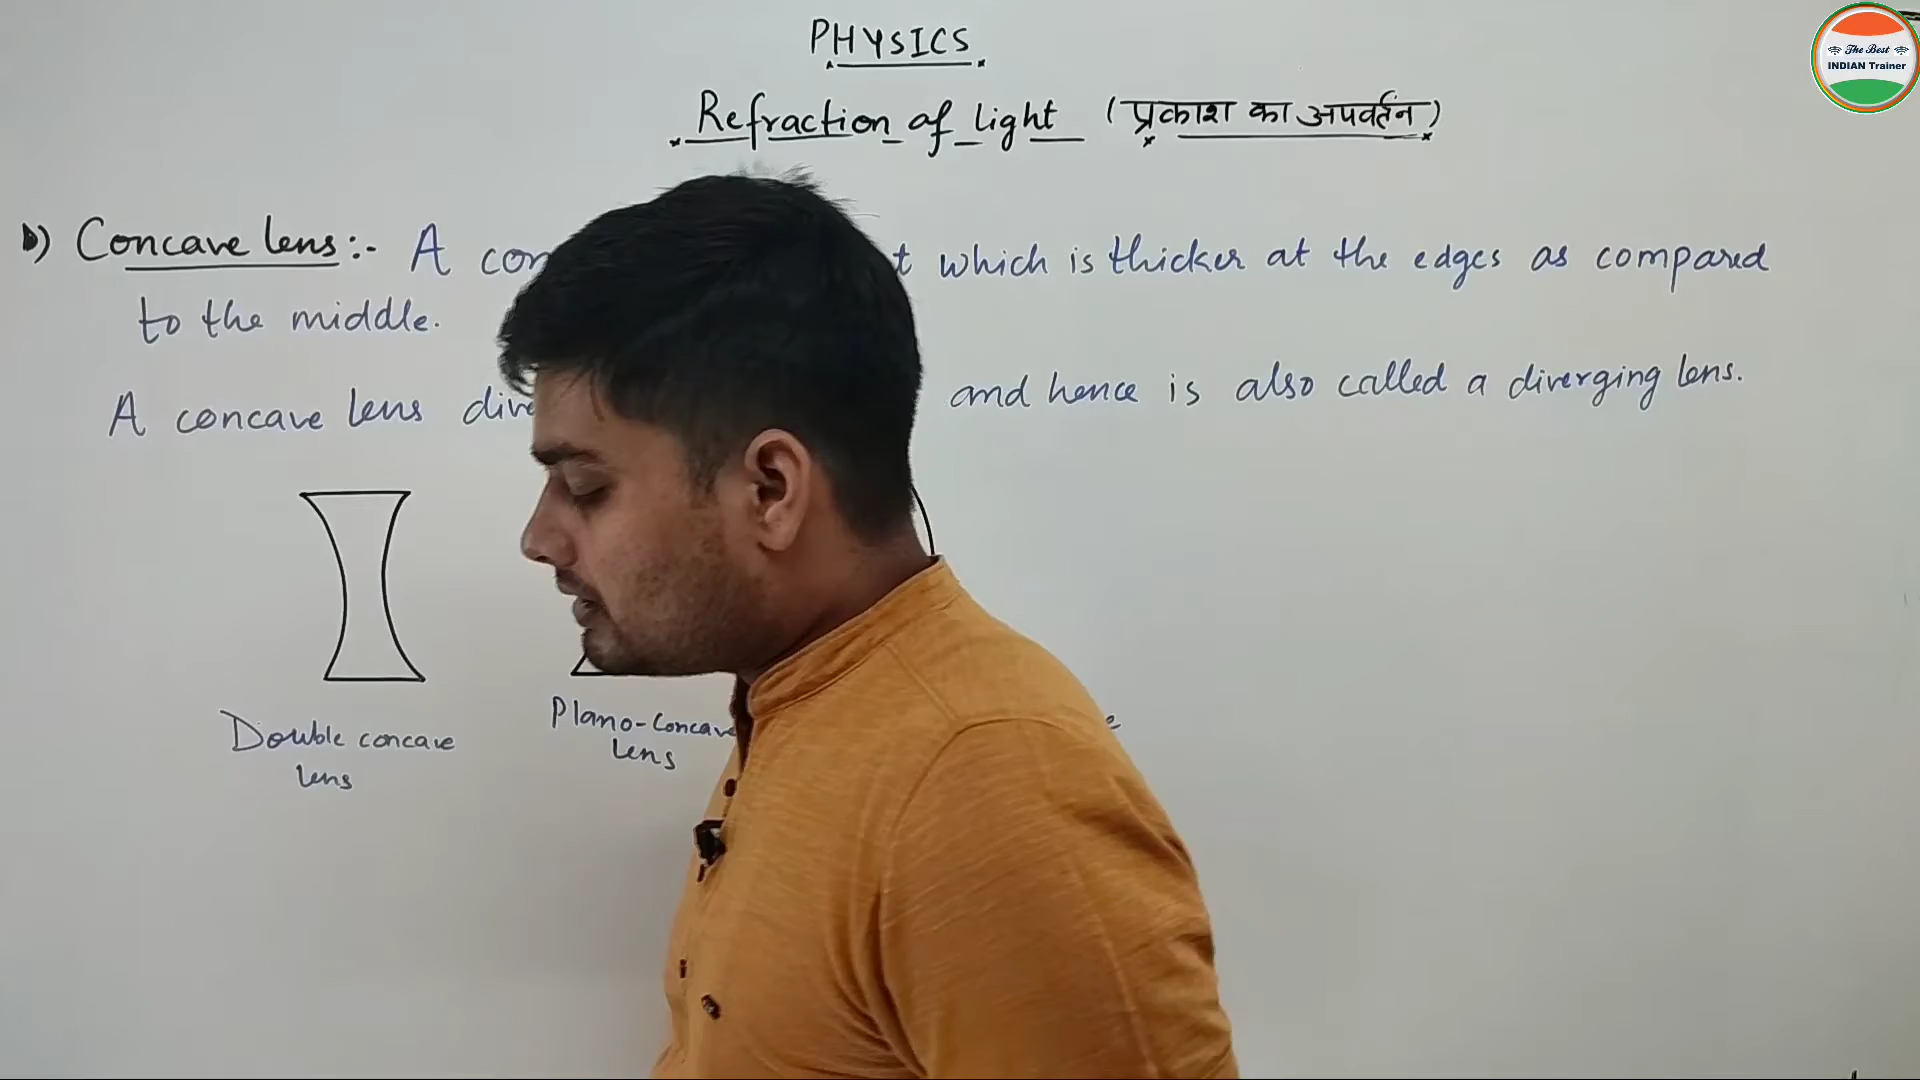 PHYSICS
Refraction of light (प्रकाश का अपवर्तन)
The Best
INDIAN Trainer
b) Concave lens:- A which is thicker at the edges as compared
to the middle.
A concave lens and hence is also called a diverging lens.
Double concave
lens
Plano-Concave
lens